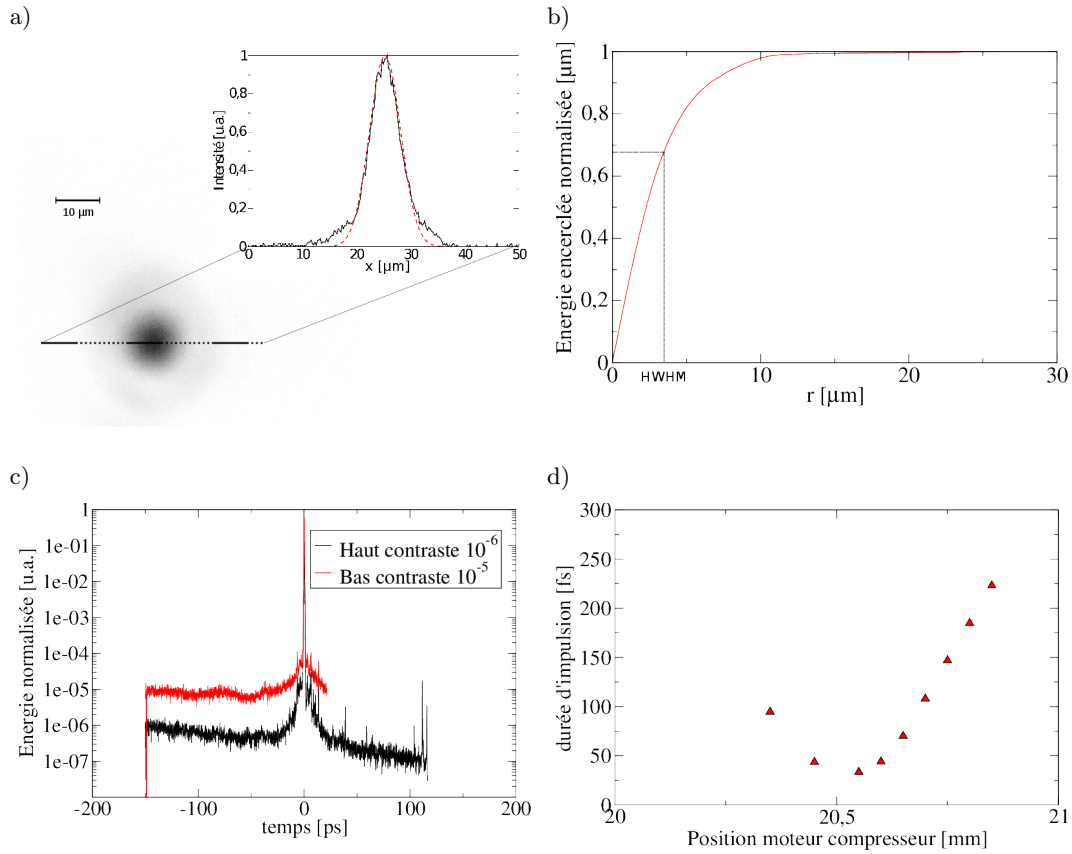 a)
1
0,8
0,6
0,4
0,2
0
Intensité [u.a.]
0
10
20
30
40
50
x [µm]
10 µm
b)
1
0,8
0,6
0,4
0,2
0
Energie encerclée normalisée [µm]
0
HWHM
10
20
30
r [µm]
c)
1
1e-01
1e-02
1e-03
1e-04
1e-05
1e-06
1e-07
Energie normalisée [u.a.]
Haut contraste 10-6
Bas contraste 10-5
-200
-100
0
100
200
temps [ps]
d)
300
250
200
150
100
50
0
durée d'impulsion [fs]
20
20,5
21
Position moteur compresseur [mm]